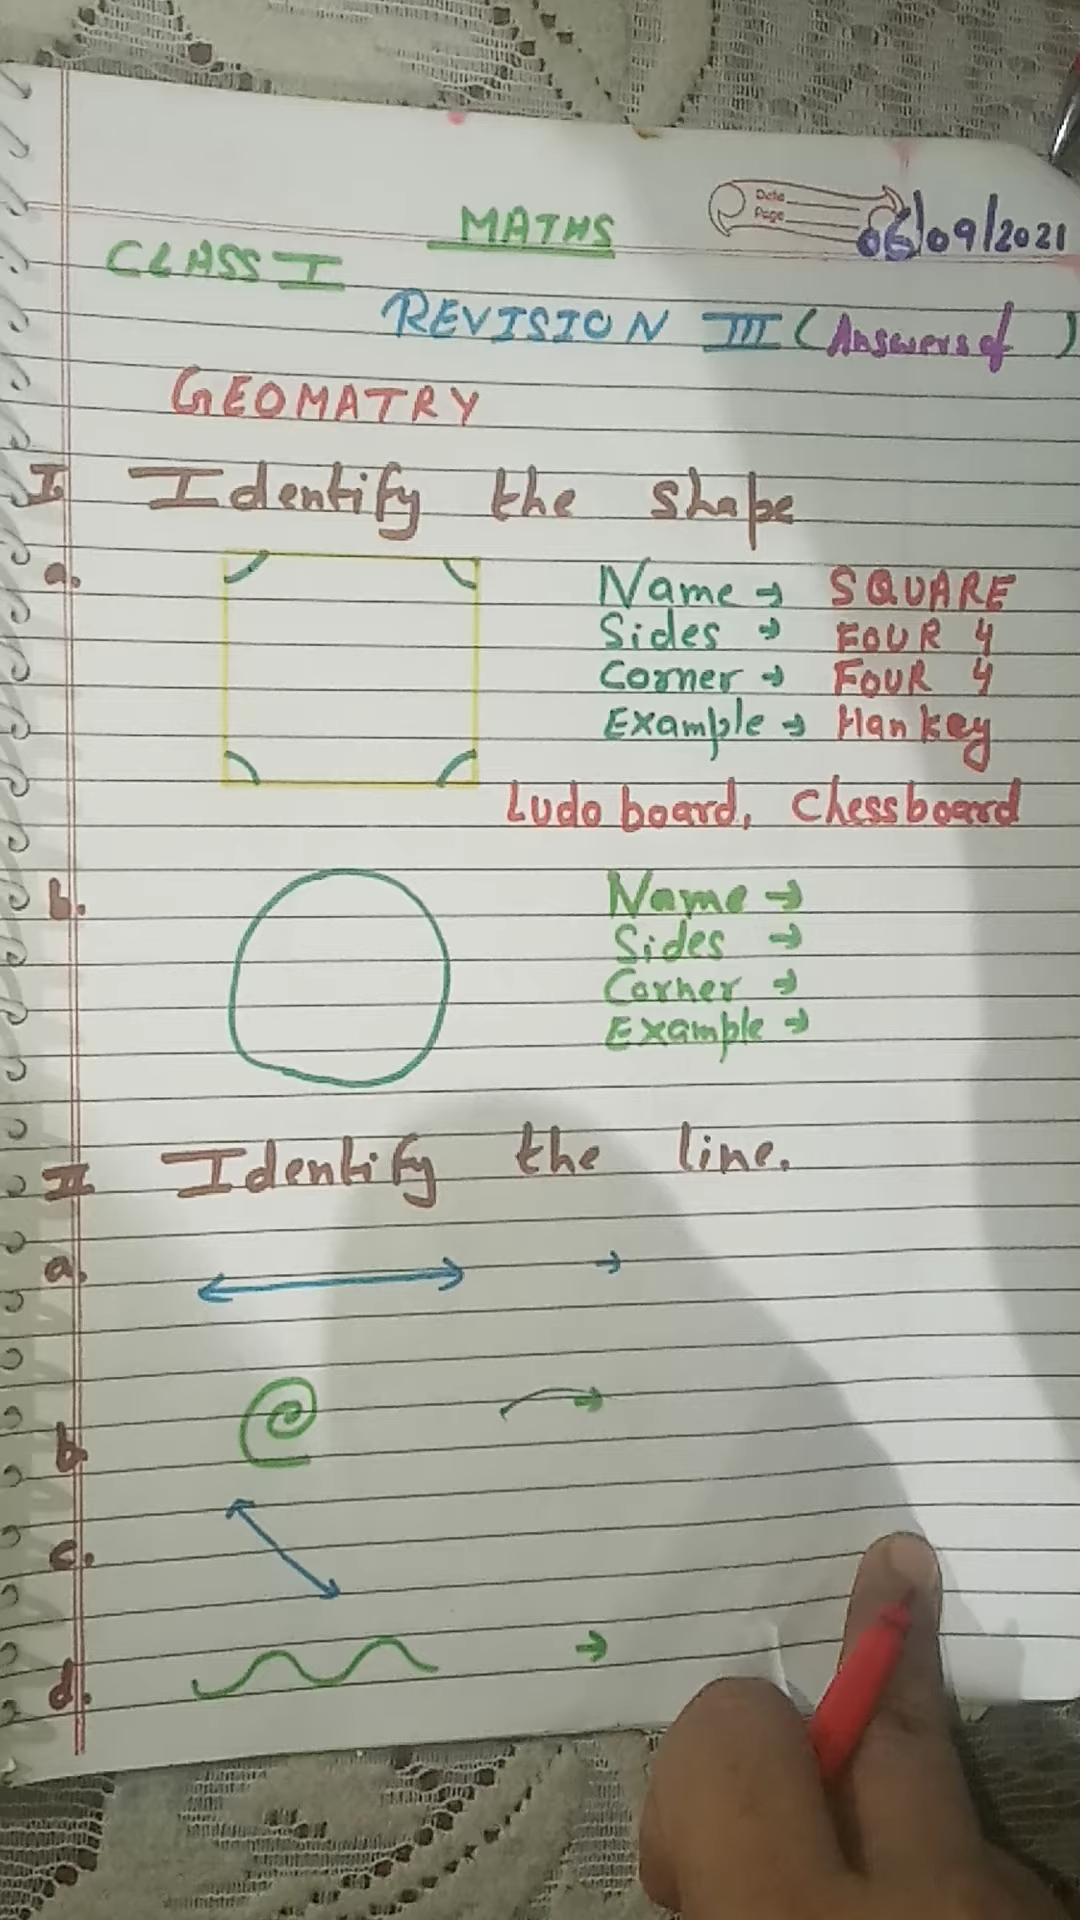 MATHS
Date
Page
06/09/2021
CLASS I
REVISION III (Answers of )
GEOMATRY
I. Identify the shape
a.
Name → SQUARE
Sides → FOUR 4
Corner → FOUR 4
Example → Hankey
Ludo board, Chessboard
b.
Name →
Sides →
Corner →
Example →
II Identify the line.
a. →
b. →
c.
d. →